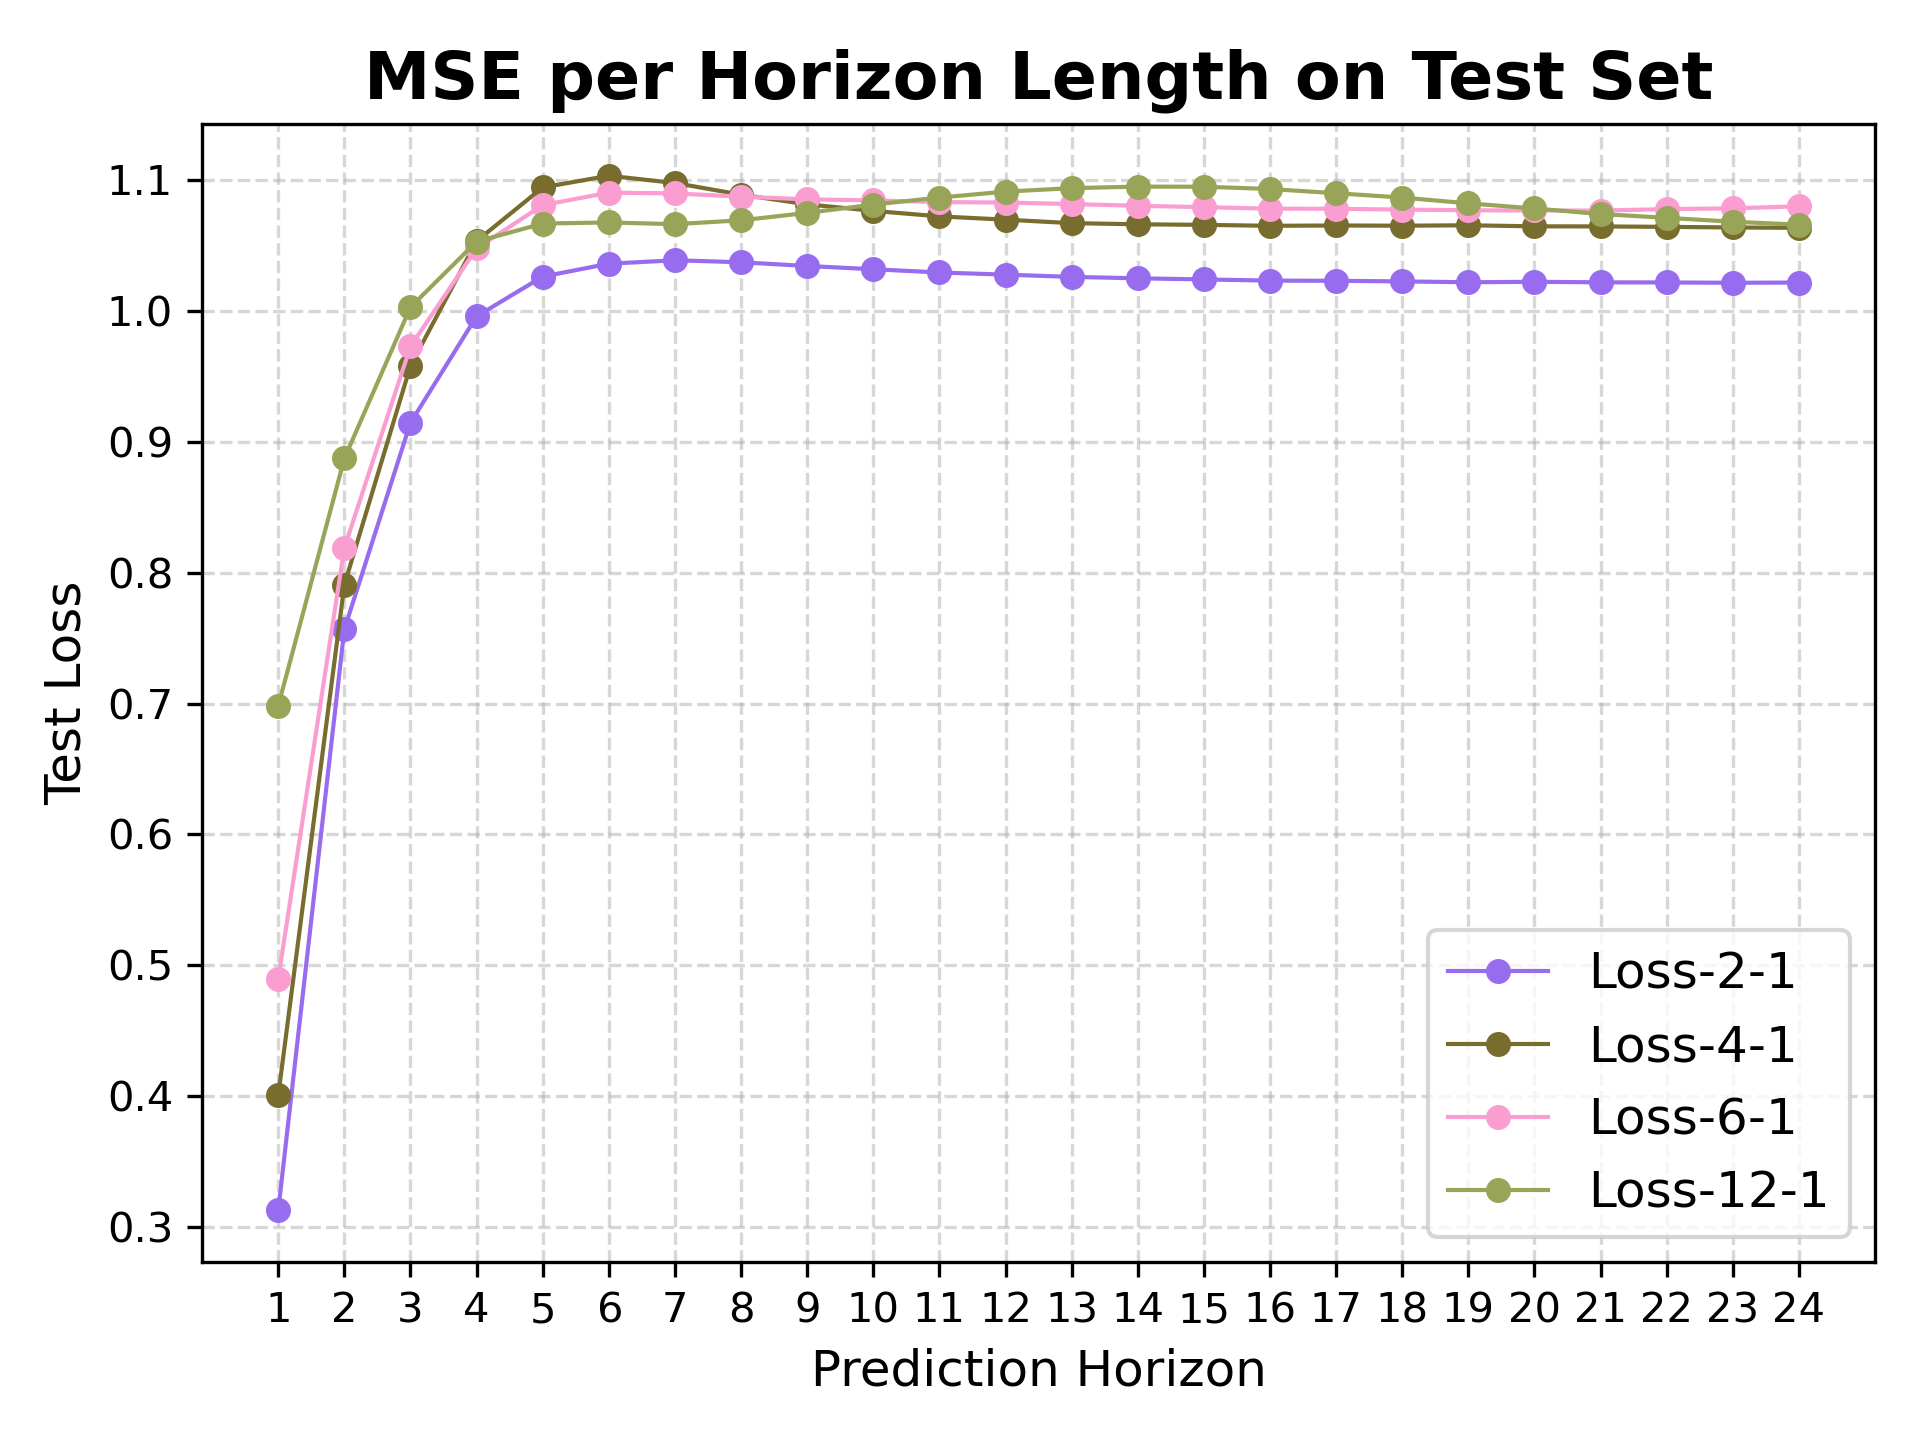 MSE per Horizon Length on Test Set
Test Loss
1.1
1.0
0.9
0.8
0.7
0.6
0.5
0.4
0.3
Loss-2-1
Loss-4-1
Loss-6-1
Loss-12-1
1 2 3 4 5 6 7 8 9 10 11 12 13 14 15 16 17 18 19 20 21 22 23 24
Prediction Horizon